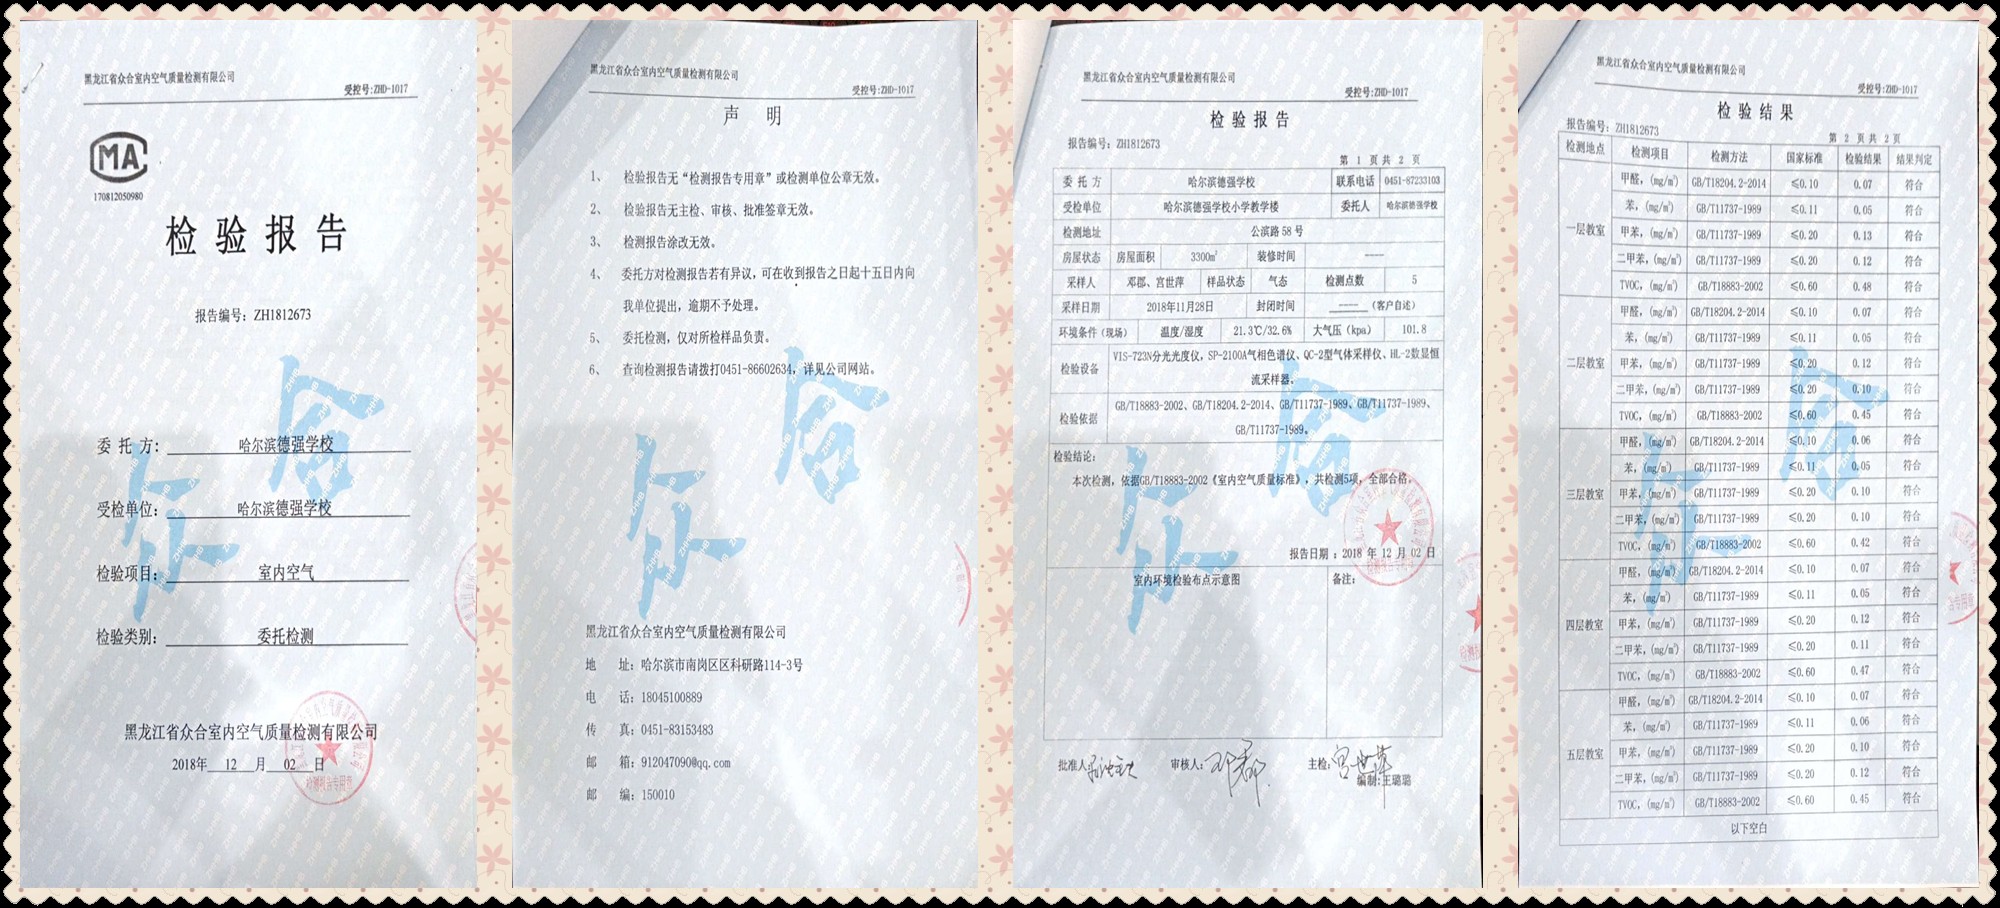 黑龙江省众合室内空气质量检测有限公司
受控号:ZHD-1017
MA
170812050980
检验报告
报告编号: ZH1812673
委 托 方: 哈尔滨德强学校
受检单位: 哈尔滨德强学校
检验项目: 室内空气
检验类别: 委托检测
黑龙江省众合室内空气质量检测有限公司
2018年 12 月 02 日
检测报告专用章
黑龙江省众合室内空气质量检测有限公司
受控号:ZHD-1017
声 明
1、 检验报告无“检测报告专用章”或检测单位公章无效。
2、 检验报告无主检、审核、批准签章无效。
3、 检测报告涂改无效。
4、 委托方对检测报告若有异议，可在收到报告之日起十五日内向
我单位提出，逾期不予处理。
5、 委托检测，仅对所检样品负责。
6、 查询检测报告请拨打0451-86602634，详见公司网站。
众合
黑龙江省众合室内空气质量检测有限公司
地 址: 哈尔滨市南岗区区科研路114-3号
电 话: 18045100889
传 真: 0451-83153483
邮 箱: 912047090@qq.com
邮 编: 150010
黑龙江省众合室内空气质量检测有限公司
受控号:ZHD-1017
检验报告
报告编号: ZH1812673
第 1 页共 2 页
委 托 方 哈尔滨德强学校 联系电话 0451-87233103
受检单位 哈尔滨德强学校小学教学楼 委托人 哈尔滨德强学校
检测地址 公滨路 58 号
房屋状态 房屋面积 3300㎡ 装修时间 ——
采样人 邓郡、宫世萍 样品状态 气态 检测点数 5
采样日期 2018年11月28日 封闭时间 —— （客户自述）
环境条件（现场） 温度/湿度 21.3℃/32.6% 大气压（kpa） 101.8
检验设备 VIS-723N分光光度仪，SP-2100A气相色谱仪、QC-2型气体采样仪、HL-2数显恒
流采样器。
检验依据 GB/T18883-2002、GB/T18204.2-2014、GB/T11737-1989、GB/T11737-1989、
GB/T11737-1989。
检验结论:
本次检测，依据GB/T18883-2002《室内空气质量标准》，共检测5项，全部合格。
报告日期：2018 年 12 月 02 日
室内环境检验布点示意图 备注:
批准人: 审核人: 邓郡 主检: 宫世萍
编制: 王璐璐
黑龙江省众合室内空气质量检测有限公司
受控号:ZHD-1017
检验结果
报告编号: ZH1812673
第 2 页共 2 页
检测地点 检测项目 检测方法 国家标准 检验结果 结果判定
一层教室 甲醛，(mg/m³) GB/T18204.2-2014 ≤0.10 0.07 符合
苯，(mg/m³) GB/T11737-1989 ≤0.11 0.05 符合
甲苯，(mg/m³) GB/T11737-1989 ≤0.20 0.13 符合
二甲苯，(mg/m³) GB/T11737-1989 ≤0.20 0.12 符合
TVOC，(mg/m³) GB/T18883-2002 ≤0.60 0.48 符合
二层教室 甲醛，(mg/m³) GB/T18204.2-2014 ≤0.10 0.07 符合
苯，(mg/m³) GB/T11737-1989 ≤0.11 0.05 符合
甲苯，(mg/m³) GB/T11737-1989 ≤0.20 0.12 符合
二甲苯，(mg/m³) GB/T11737-1989 ≤0.20 0.10 符合
TVOC，(mg/m³) GB/T18883-2002 ≤0.60 0.45 符合
三层教室 甲醛，(mg/m³) GB/T18204.2-2014 ≤0.10 0.06 符合
苯，(mg/m³) GB/T11737-1989 ≤0.11 0.05 符合
甲苯，(mg/m³) GB/T11737-1989 ≤0.20 0.10 符合
二甲苯，(mg/m³) GB/T11737-1989 ≤0.20 0.10 符合
TVOC，(mg/m³) GB/T18883-2002 ≤0.60 0.42 符合
四层教室 甲醛，(mg/m³) GB/T18204.2-2014 ≤0.10 0.07 符合
苯，(mg/m³) GB/T11737-1989 ≤0.11 0.05 符合
甲苯，(mg/m³) GB/T11737-1989 ≤0.20 0.12 符合
二甲苯，(mg/m³) GB/T11737-1989 ≤0.20 0.11 符合
TVOC，(mg/m³) GB/T18883-2002 ≤0.60 0.47 符合
五层教室 甲醛，(mg/m³) GB/T18204.2-2014 ≤0.10 0.07 符合
苯，(mg/m³) GB/T11737-1989 ≤0.11 0.06 符合
甲苯，(mg/m³) GB/T11737-1989 ≤0.20 0.10 符合
二甲苯，(mg/m³) GB/T11737-1989 ≤0.20 0.12 符合
TVOC，(mg/m³) GB/T18883-2002 ≤0.60 0.45 符合
以下空白